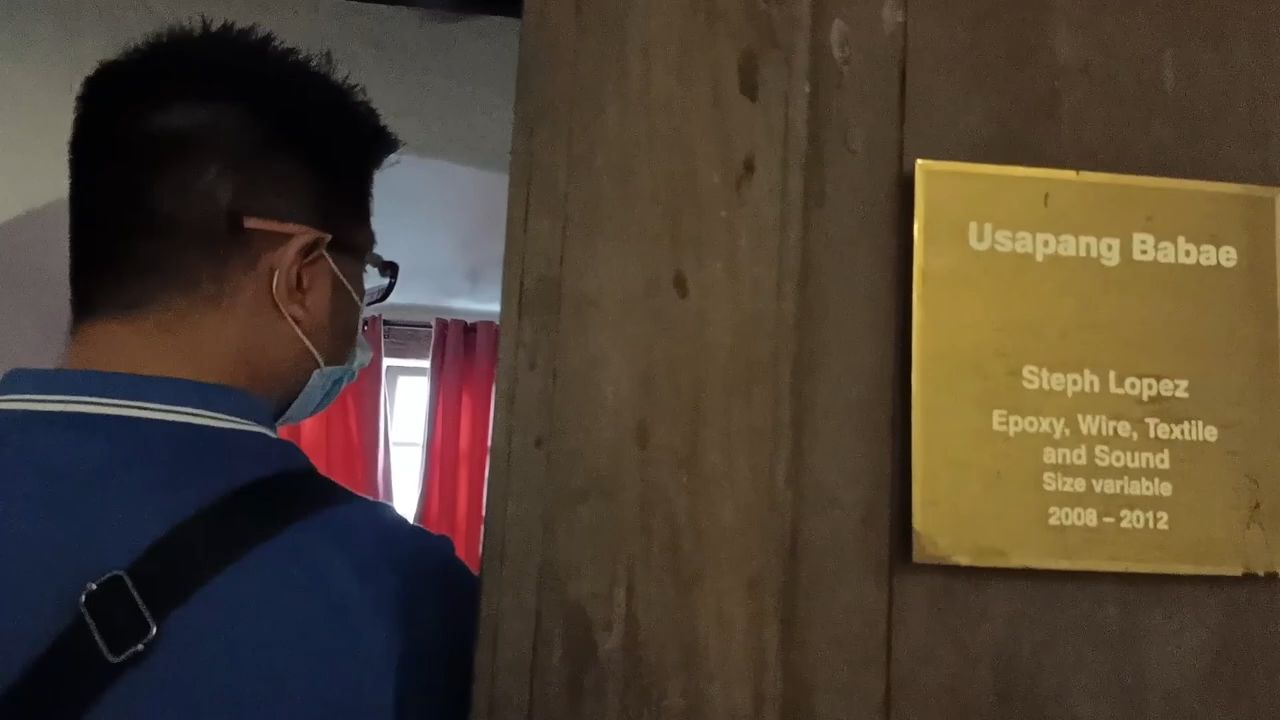 Usapang Babae
Steph Lopez
Epoxy, Wire, Textile
and Sound
Size variable
2008 – 2012